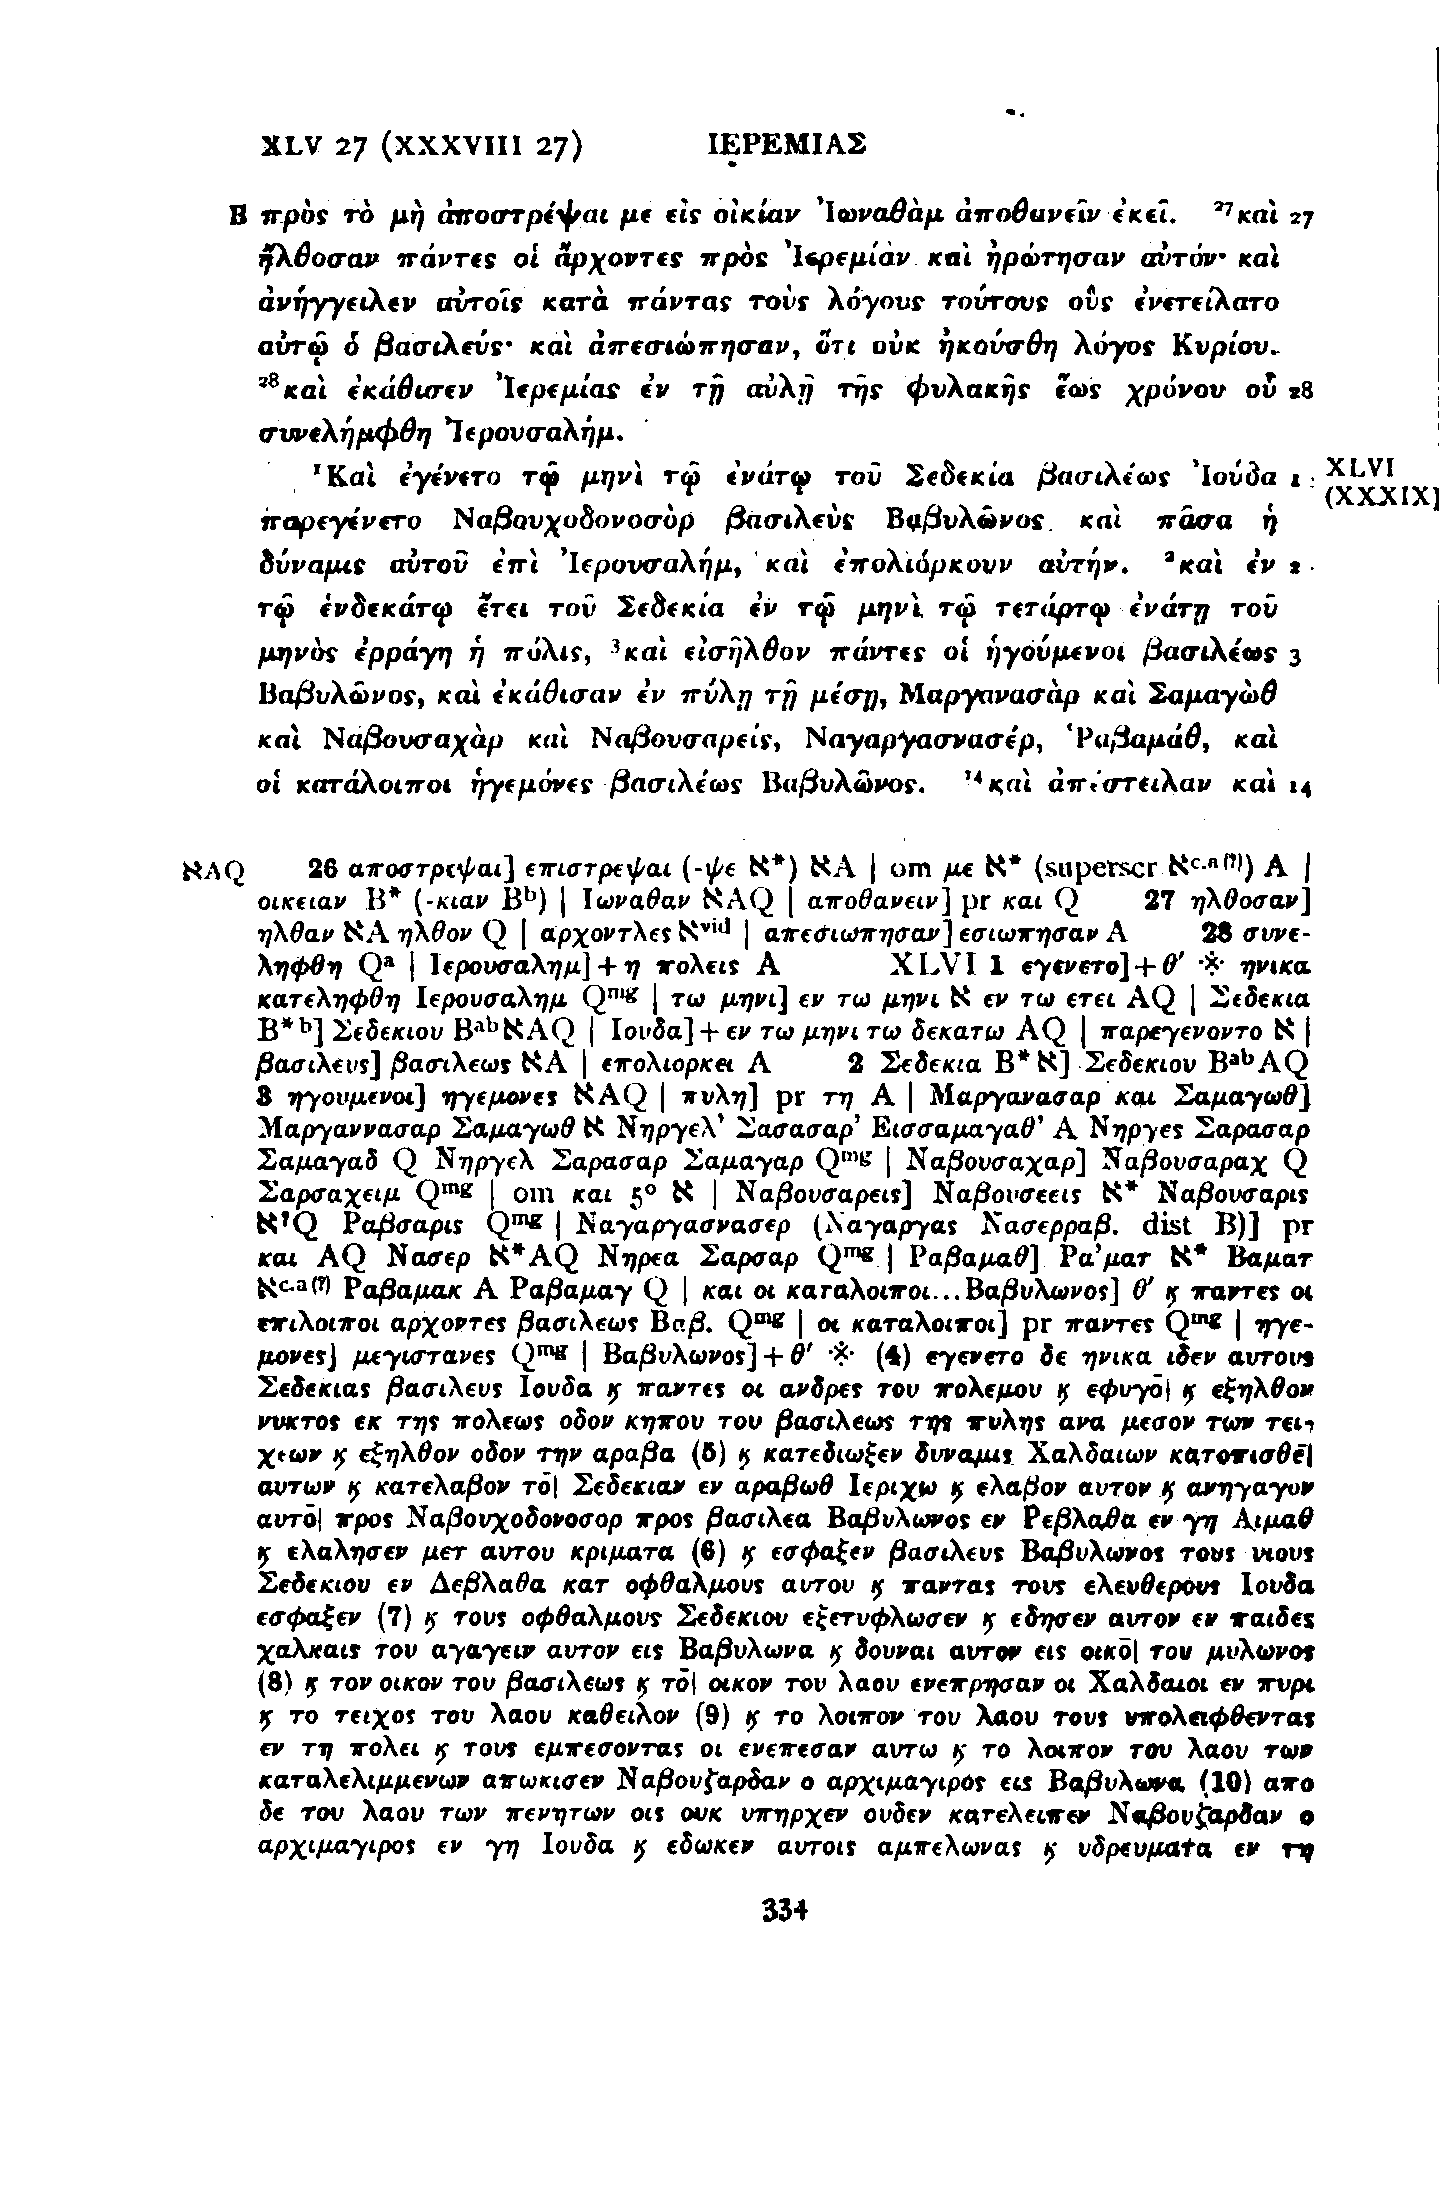 XLV 27 (XXXVIII 27) ΙΕΡΕΜΙΑΣ
B πρὸς τὸ μὴ ἀποστρέψαι με εἰς οἰκίαν Ἰωναθὰμ ἀποθανεῖν ἐκεῖ. ²⁷καὶ 27
ἤλθοσαν πάντες οἱ ἄρχοντες πρὸς Ἰερεμίαν καὶ ἠρώτησαν αὐτόν· καὶ
ἀνήγγειλεν αὐτοῖς κατὰ πάντας τοὺς λόγους τούτους οὓς ἐνετείλατο
αὐτῷ ὁ βασιλεύς· καὶ ἀπεσιώπησαν, ὅτι οὐκ ἠκούσθη λόγος Κυρίου.
²⁸καὶ ἐκάθισεν Ἰερεμίας ἐν τῇ αὐλῇ τῆς φυλακῆς ἕως χρόνου οὗ 28
συνελήμφθη Ἰερουσαλήμ.
¹Καὶ ἐγένετο τῷ μηνὶ τῷ ἐνάτῳ τοῦ Σεδεκία βασιλέως Ἰούδα 1 XLVI (XXXIX)
παρεγένετο Ναβουχοδονοσὸρ βασιλεὺς Βαβυλῶνος καὶ πᾶσα ἡ
δύναμις αὐτοῦ ἐπὶ Ἰερουσαλήμ, καὶ ἐπολιόρκουν αὐτήν. ²καὶ ἐν 2
τῷ ἑνδεκάτῳ ἔτει τοῦ Σεδεκία ἐν τῷ μηνὶ τῷ τετάρτῳ ἐνάτῃ τοῦ
μηνὸς ἐρράγη ἡ πόλις, ³καὶ εἰσῆλθον πάντες οἱ ἡγούμενοι βασιλέως 3
Βαβυλῶνος, καὶ ἐκάθισαν ἐν πύλῃ τῇ μέσῃ, Μαργανασὰρ καὶ Σαμαγὼθ
καὶ Ναβουσαχὰρ καὶ Ναβουσαρείς, Ναγαργασνασέρ, Ῥαβαμάθ, καὶ
οἱ κατάλοιποι ἡγεμόνες βασιλέως Βαβυλῶνος. ¹⁴καὶ ἀπέστειλαν καὶ 14
ℵAQ 26 αποστρεψαι] επιστρεψαι (-ψε ℵ*) ℵA | om με ℵ* (superscr ℵᶜ·ᵃ⁽?⁾) A |
οικειαν B* (-κιαν Bᵇ) | Ιωναθαν ℵAQ | αποθανειν] pr και Q 27 ηλθοσαν]
ηλθαν ℵA ηλθον Q | αρχοντλες ℵᵛⁱᵈ | απεσιωπησαν] εσιωπησαν A 28 συνε-
ληφθη Qᵃ | Ιερουσαλημ] + η πολεις A XLVI 1 εγενετο] + θ′ ※ ηνικα
κατεληφθη Ιερουσαλημ Qᵐᵍ | τω μηνι] εν τω μηνι ℵ εν τω ετει AQ | Σεδεκια
B*ᵇ] Σεδεκιου BᵃᵇℵAQ | Ιουδα] + εν τω μηνι τω δεκατω AQ | παρεγενοντο ℵ |
βασιλευς] βασιλεως ℵA | επολιορκει A 2 Σεδεκια B*ℵ] Σεδεκιου BᵃᵇAQ
3 ηγουμενοι] ηγεμονες ℵAQ | πυλη] pr τη A | Μαργανασαρ και Σαμαγωθ]
Μαργαννασαρ Σαμαγωθ ℵ Νηργελ’ Σασασαρ’ Εισσαμαγαθ’ A Νηργες Σαρασαρ
Σαμαγαδ Q Νηργελ Σαρασαρ Σαμαγαρ Qᵐᵍ | Ναβουσαχαρ] Ναβουσαραχ Q
Σαρσαχειμ Qᵐᵍ | om και 5° ℵ | Ναβουσαρεις] Ναβουσεεις ℵ* Ναβουσαρις
ℵ?Q Ραβσαρις Qᵐᵍ | Ναγαργασνασερ (Ναγαργας Νασερραβ. dist B)] pr
και AQ Νασερ ℵ*AQ Νηρεα Σαρσαρ Qᵐᵍ | Ραβαμαθ] Ρα’ματ ℵ* Βαματ
ℵᶜ·ᵃ⁽?⁾ Ραβαμακ A Ραβαμαγ Q | και οι καταλοιποι...Βαβυλωνος] θ′ ϗ παντες οι
επιλοιποι αρχοντες βασιλεως Βαβ. Qᵐᵍ | οι καταλοιποι] pr παντες Qᵐᵍ | ηγε-
μονες] μεγιστανες Qᵐᵍ | Βαβυλωνος] + θ′ ※ (4) εγενετο δε ηνικα ιδεν αυτους
Σεδεκιας βασιλευς Ιουδα ϗ παντες οι ανδρες του πολεμου ϗ εφυγο̄| ϗ εξηλθον
νυκτος εκ της πολεως οδον κηπου του βασιλεως της πυλης ανα μεσον των τει-
χεων ϗ εξηλθον οδον την αραβα (5) ϗ κατεδιωξεν δυναμις Χαλδαιων κατοπισθε̄|
αυτων ϗ κατελαβον το̄| Σεδεκιαν εν αραβωθ Ιεριχω ϗ ελαβον αυτον ϗ ανηγαγον
αυτο̄| προς Ναβουχοδονοσορ προς βασιλεα Βαβυλωνος εν Ρεβλαθα εν γη Αιμαθ
ϗ ελαλησεν μετ αυτου κριματα (6) ϗ εσφαξεν βασιλευς Βαβυλωνος τους υιους
Σεδεκιου εν Δεβλαθα κατ οφθαλμους αυτου ϗ παντας τους ελευθερους Ιουδα
εσφαξεν (7) ϗ τους οφθαλμους Σεδεκιου εξετυφλωσεν ϗ εδησεν αυτον εν παιδες
χαλκαις του αγαγειν αυτον εις Βαβυλωνα ϗ δουναι αυτον εις οικο̄| του μυλωνος
(8) ϗ τον οικον του βασιλεως ϗ το̄| οικον του λαου ενεπρησαν οι Χαλδαιοι εν πυρι
ϗ το τειχος του λαου καθειλον (9) ϗ το λοιπον του λαου τους υπολειφθεντας
εν τη πολει ϗ τους εμπεσοντας οι ενεπεσαν αυτω ϗ το λοιπον του λαου των
καταλελιμμενων απωκισεν Ναβουζαρδαν ο αρχιμαγιρος εις Βαβυλωνα (10) απο
δε του λαου των πενητων οις ουκ υπηρχεν ουδεν κατελειπεν Ναβουζαρδαν ο
αρχιμαγιρος εν γη Ιουδα ϗ εδωκεν αυτοις αμπελωνας ϗ υδρευματα εν τη
334